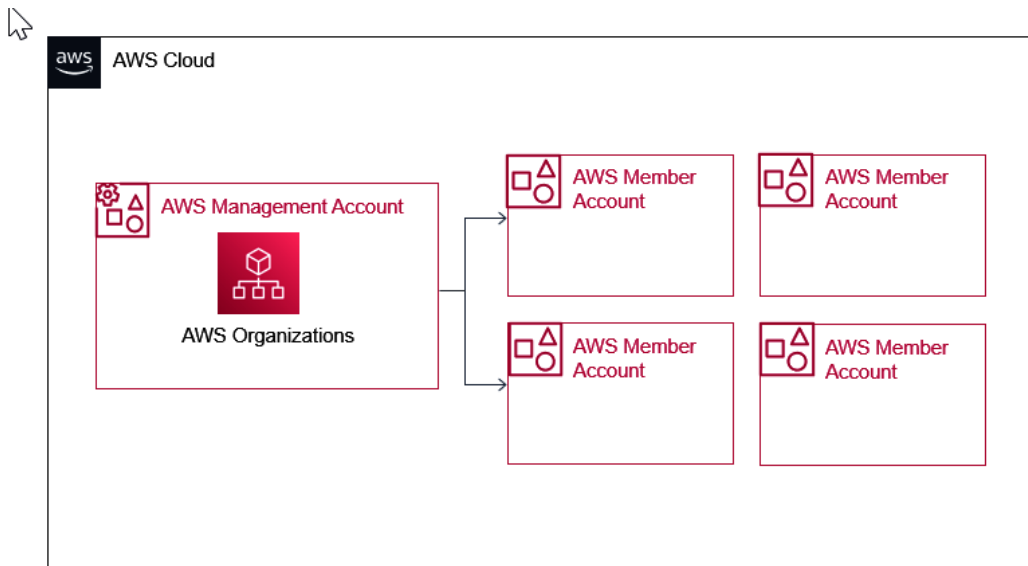 aws
AWS Cloud
AWS Management Account
AWS Organizations
AWS Member
Account
AWS Member
Account
AWS Member
Account
AWS Member
Account